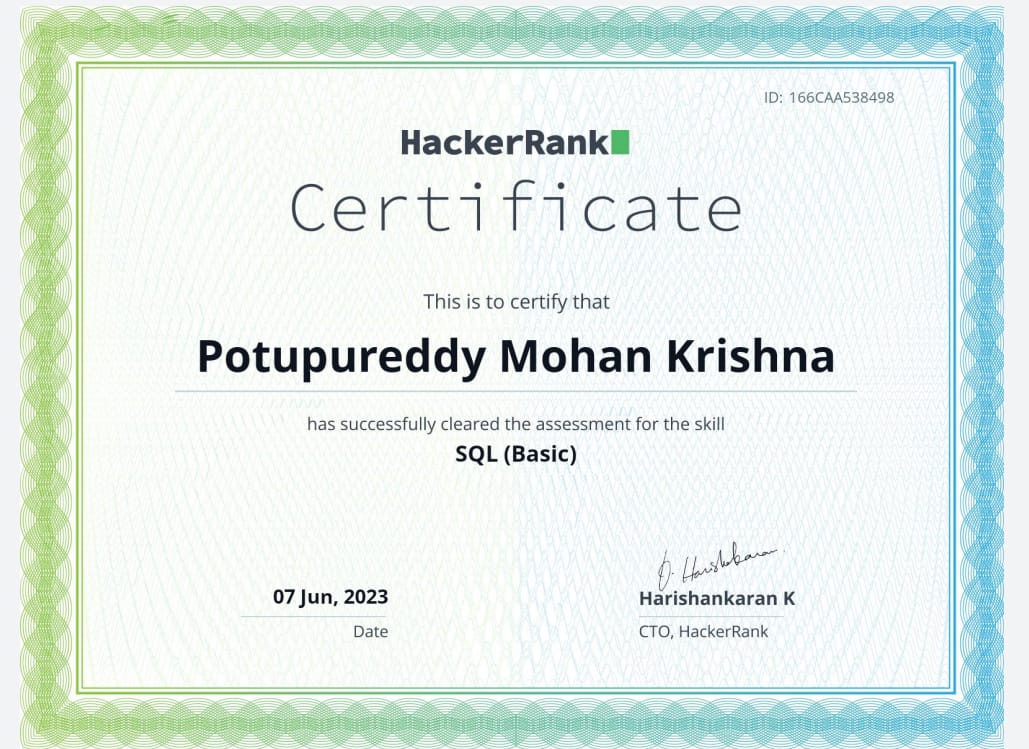 ID: 166CAA538498
HackerRank
Certificate
This is to certify that
Potupureddy Mohan Krishna
has successfully cleared the assessment for the skill
SQL (Basic)
07 Jun, 2023
Date
Harishankaran K
CTO, HackerRank